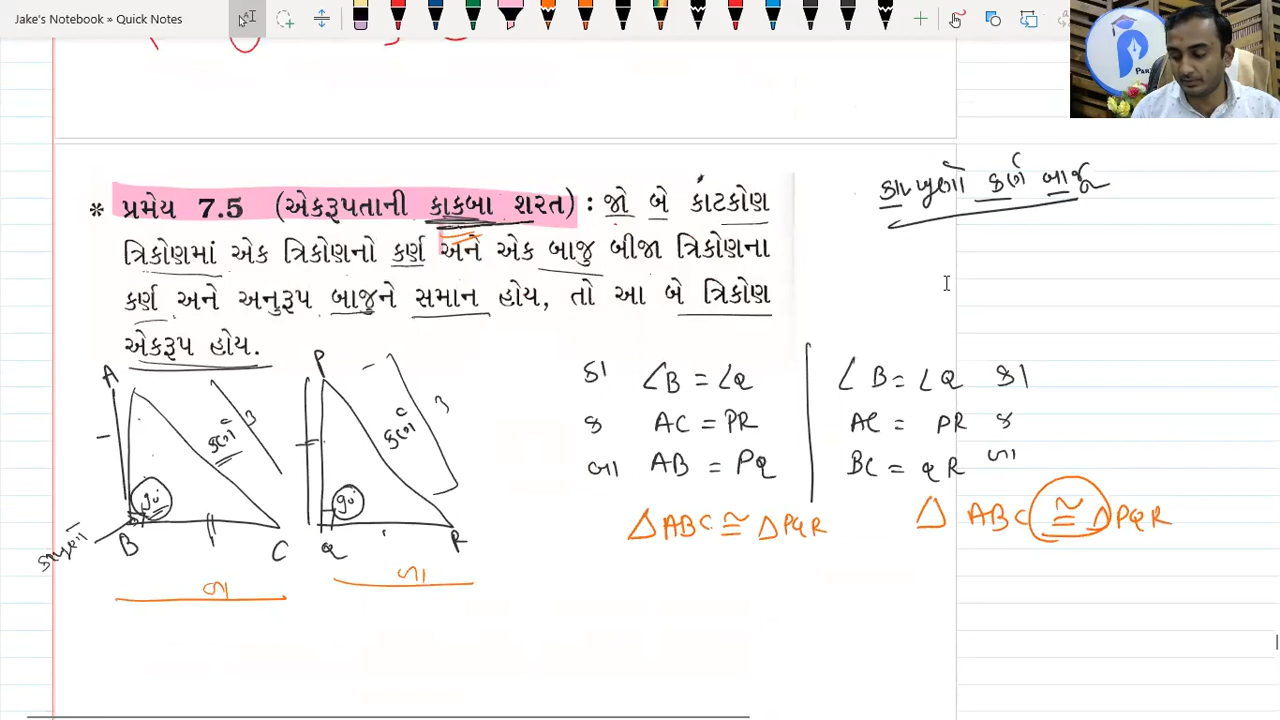 Jake's Notebook » Quick Notes
* પ્રમેય 7.5 (એકરૂપતાની કાકબા શરત) : જો બે કાટકોણ
ત્રિકોણમાં એક ત્રિકોણનો કર્ણ અને એક બાજુ બીજા ત્રિકોણના
કર્ણ અને અનુરૂપ બાજુને સમાન હોય, તો આ બે ત્રિકોણ
એકરૂપ હોય.
કાટખુણો કર્ણ બાજુ
A
કર્ણ
90°
B
C
બા
P
કર્ણ
90°
Q
R
બા
કા ∠B = ∠Q
ક AC = PR
બા AB = PQ
△ABC ≅ △PQR
∠B = ∠Q કા
AC = PR ક
BC = QR બા
△ ABC ≅ △PQR